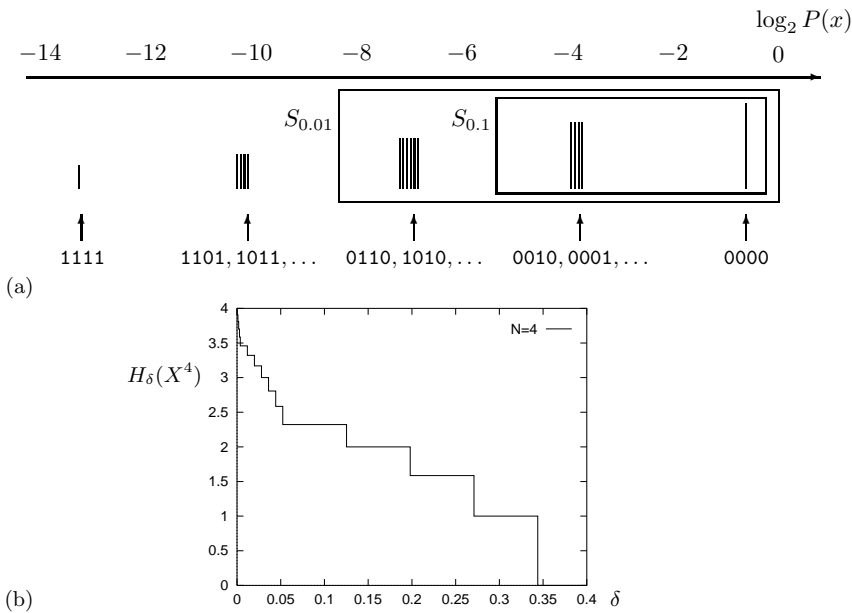 log₂ P(x)
−14 −12 −10 −8 −6 −4 −2 0
S₀.₀₁ S₀.₁
1111 1101, 1011, . . . 0110, 1010, . . . 0010, 0001, . . . 0000
(a)
4
N=4
3.5
Hδ(X⁴)
3
2.5
2
1.5
1
0.5
0
0 0.05 0.1 0.15 0.2 0.25 0.3 0.35 0.4 δ
(b)